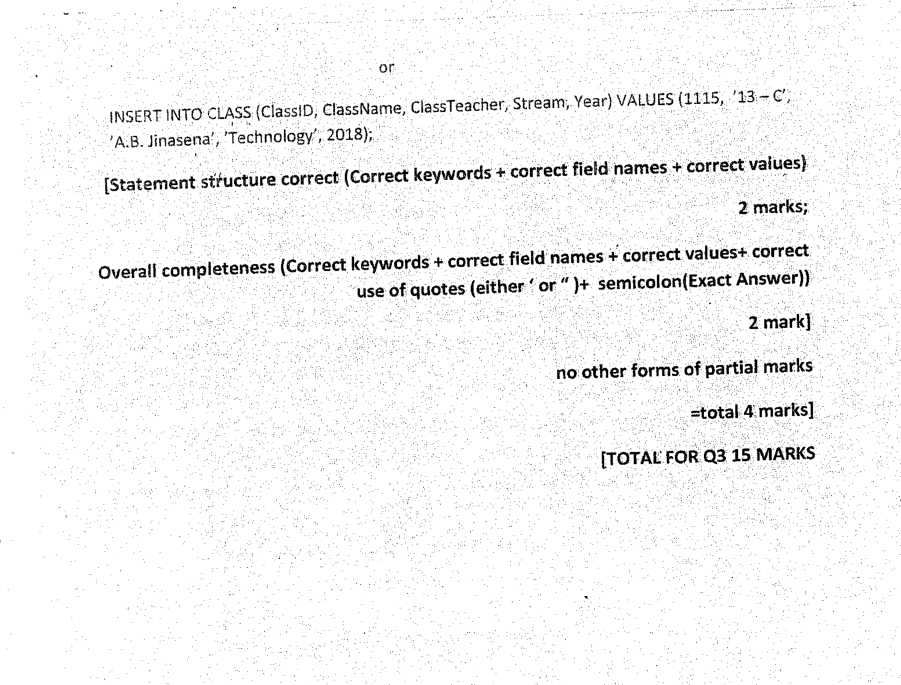 or
INSERT INTO CLASS (ClassID, ClassName, ClassTeacher, Stream, Year) VALUES (1115, '13 – C',
'A.B. Jinasena', 'Technology', 2018);
[Statement structure correct (Correct keywords + correct field names + correct values)
2 marks;
Overall completeness (Correct keywords + correct field names + correct values+ correct
use of quotes (either ‘ or “ )+ semicolon(Exact Answer))
2 mark]
no other forms of partial marks
=total 4 marks]
[TOTAL FOR Q3 15 MARKS